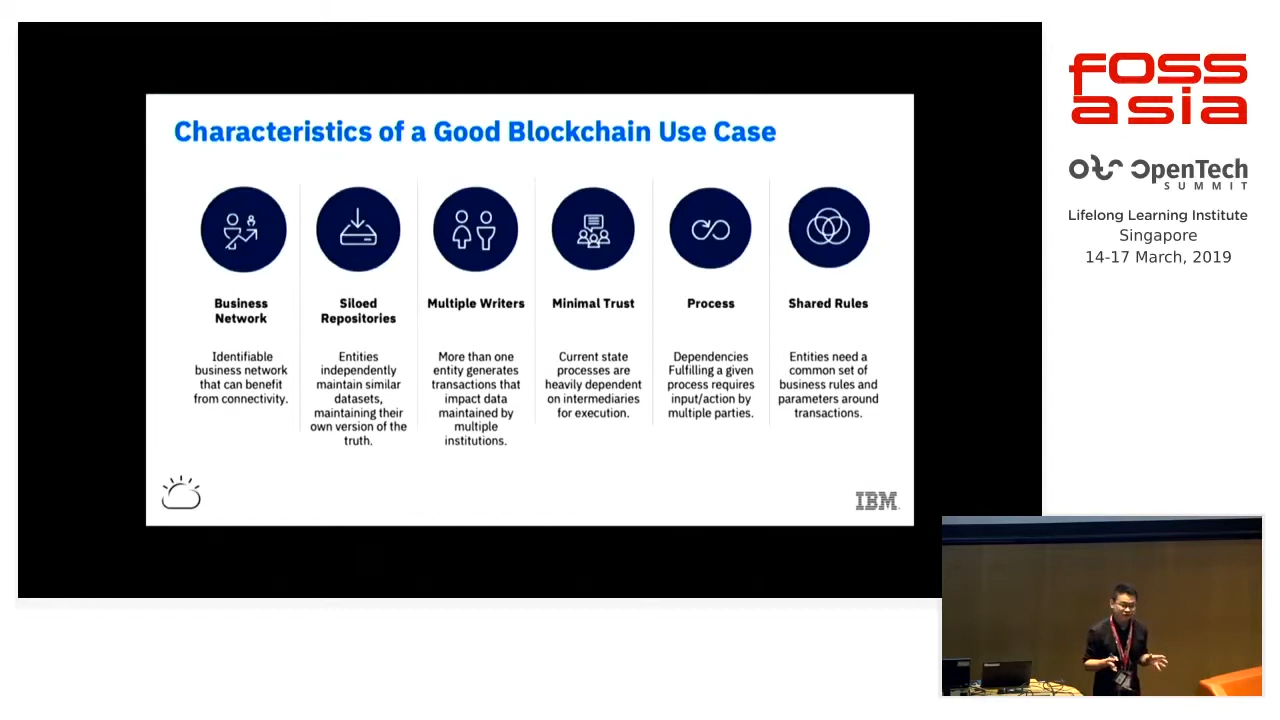 Characteristics of a Good Blockchain Use Case
Business
Network
Identifiable
business network
that can benefit
from connectivity.
Siloed
Repositories
Entities
independently
maintain similar
datasets,
maintaining their
own version of the
truth.
Multiple Writers
More than one
entity generates
transactions that
impact data
maintained by
multiple
institutions.
Minimal Trust
Current state
processes are
heavily dependent
on intermediaries
for execution.
Process
Dependencies
Fulfilling a given
process requires
input/action by
multiple parties.
Shared Rules
Entities need a
common set of
business rules and
parameters around
transactions.
IBM
foss
asia
OpenTech
SUMMIT
Lifelong Learning Institute
Singapore
14-17 March, 2019